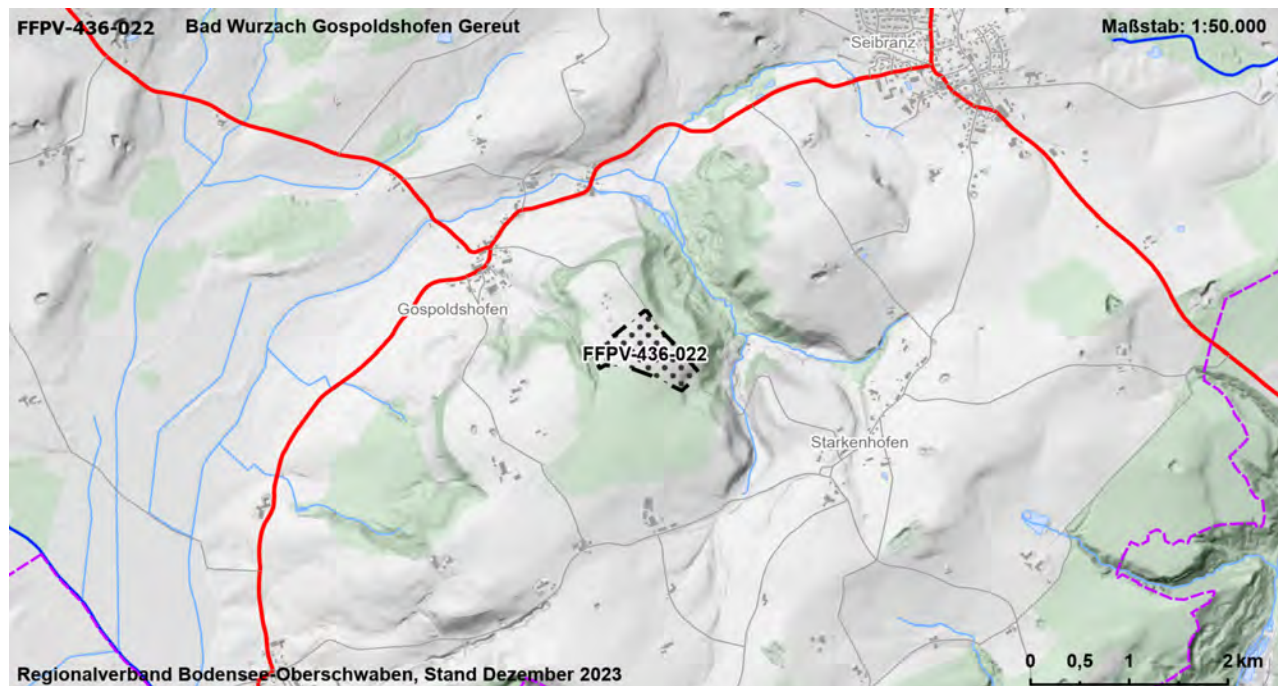 FFPV-436-022 Bad Wurzach Gospoldshofen Gereut Maßstab: 1:50.000
Seibranz
Gospoldshofen
FFPV-436-022
Starkenhofen
0 0,5 1 2 km
Regionalverband Bodensee-Oberschwaben, Stand Dezember 2023